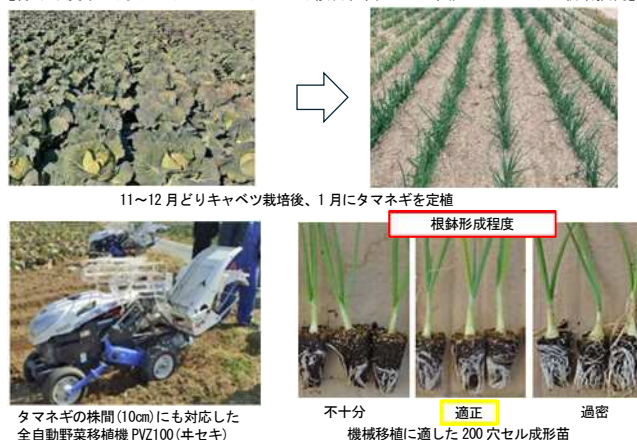 11～12 月どりキャベツ栽培後、1 月にタマネギを定植
根鉢形成程度
不十分
適正
過密
タマネギの株間(10cm)にも対応した
全自動野菜移植機 PVZ100(ヰセキ)
機械移植に適した 200 穴セル成形苗